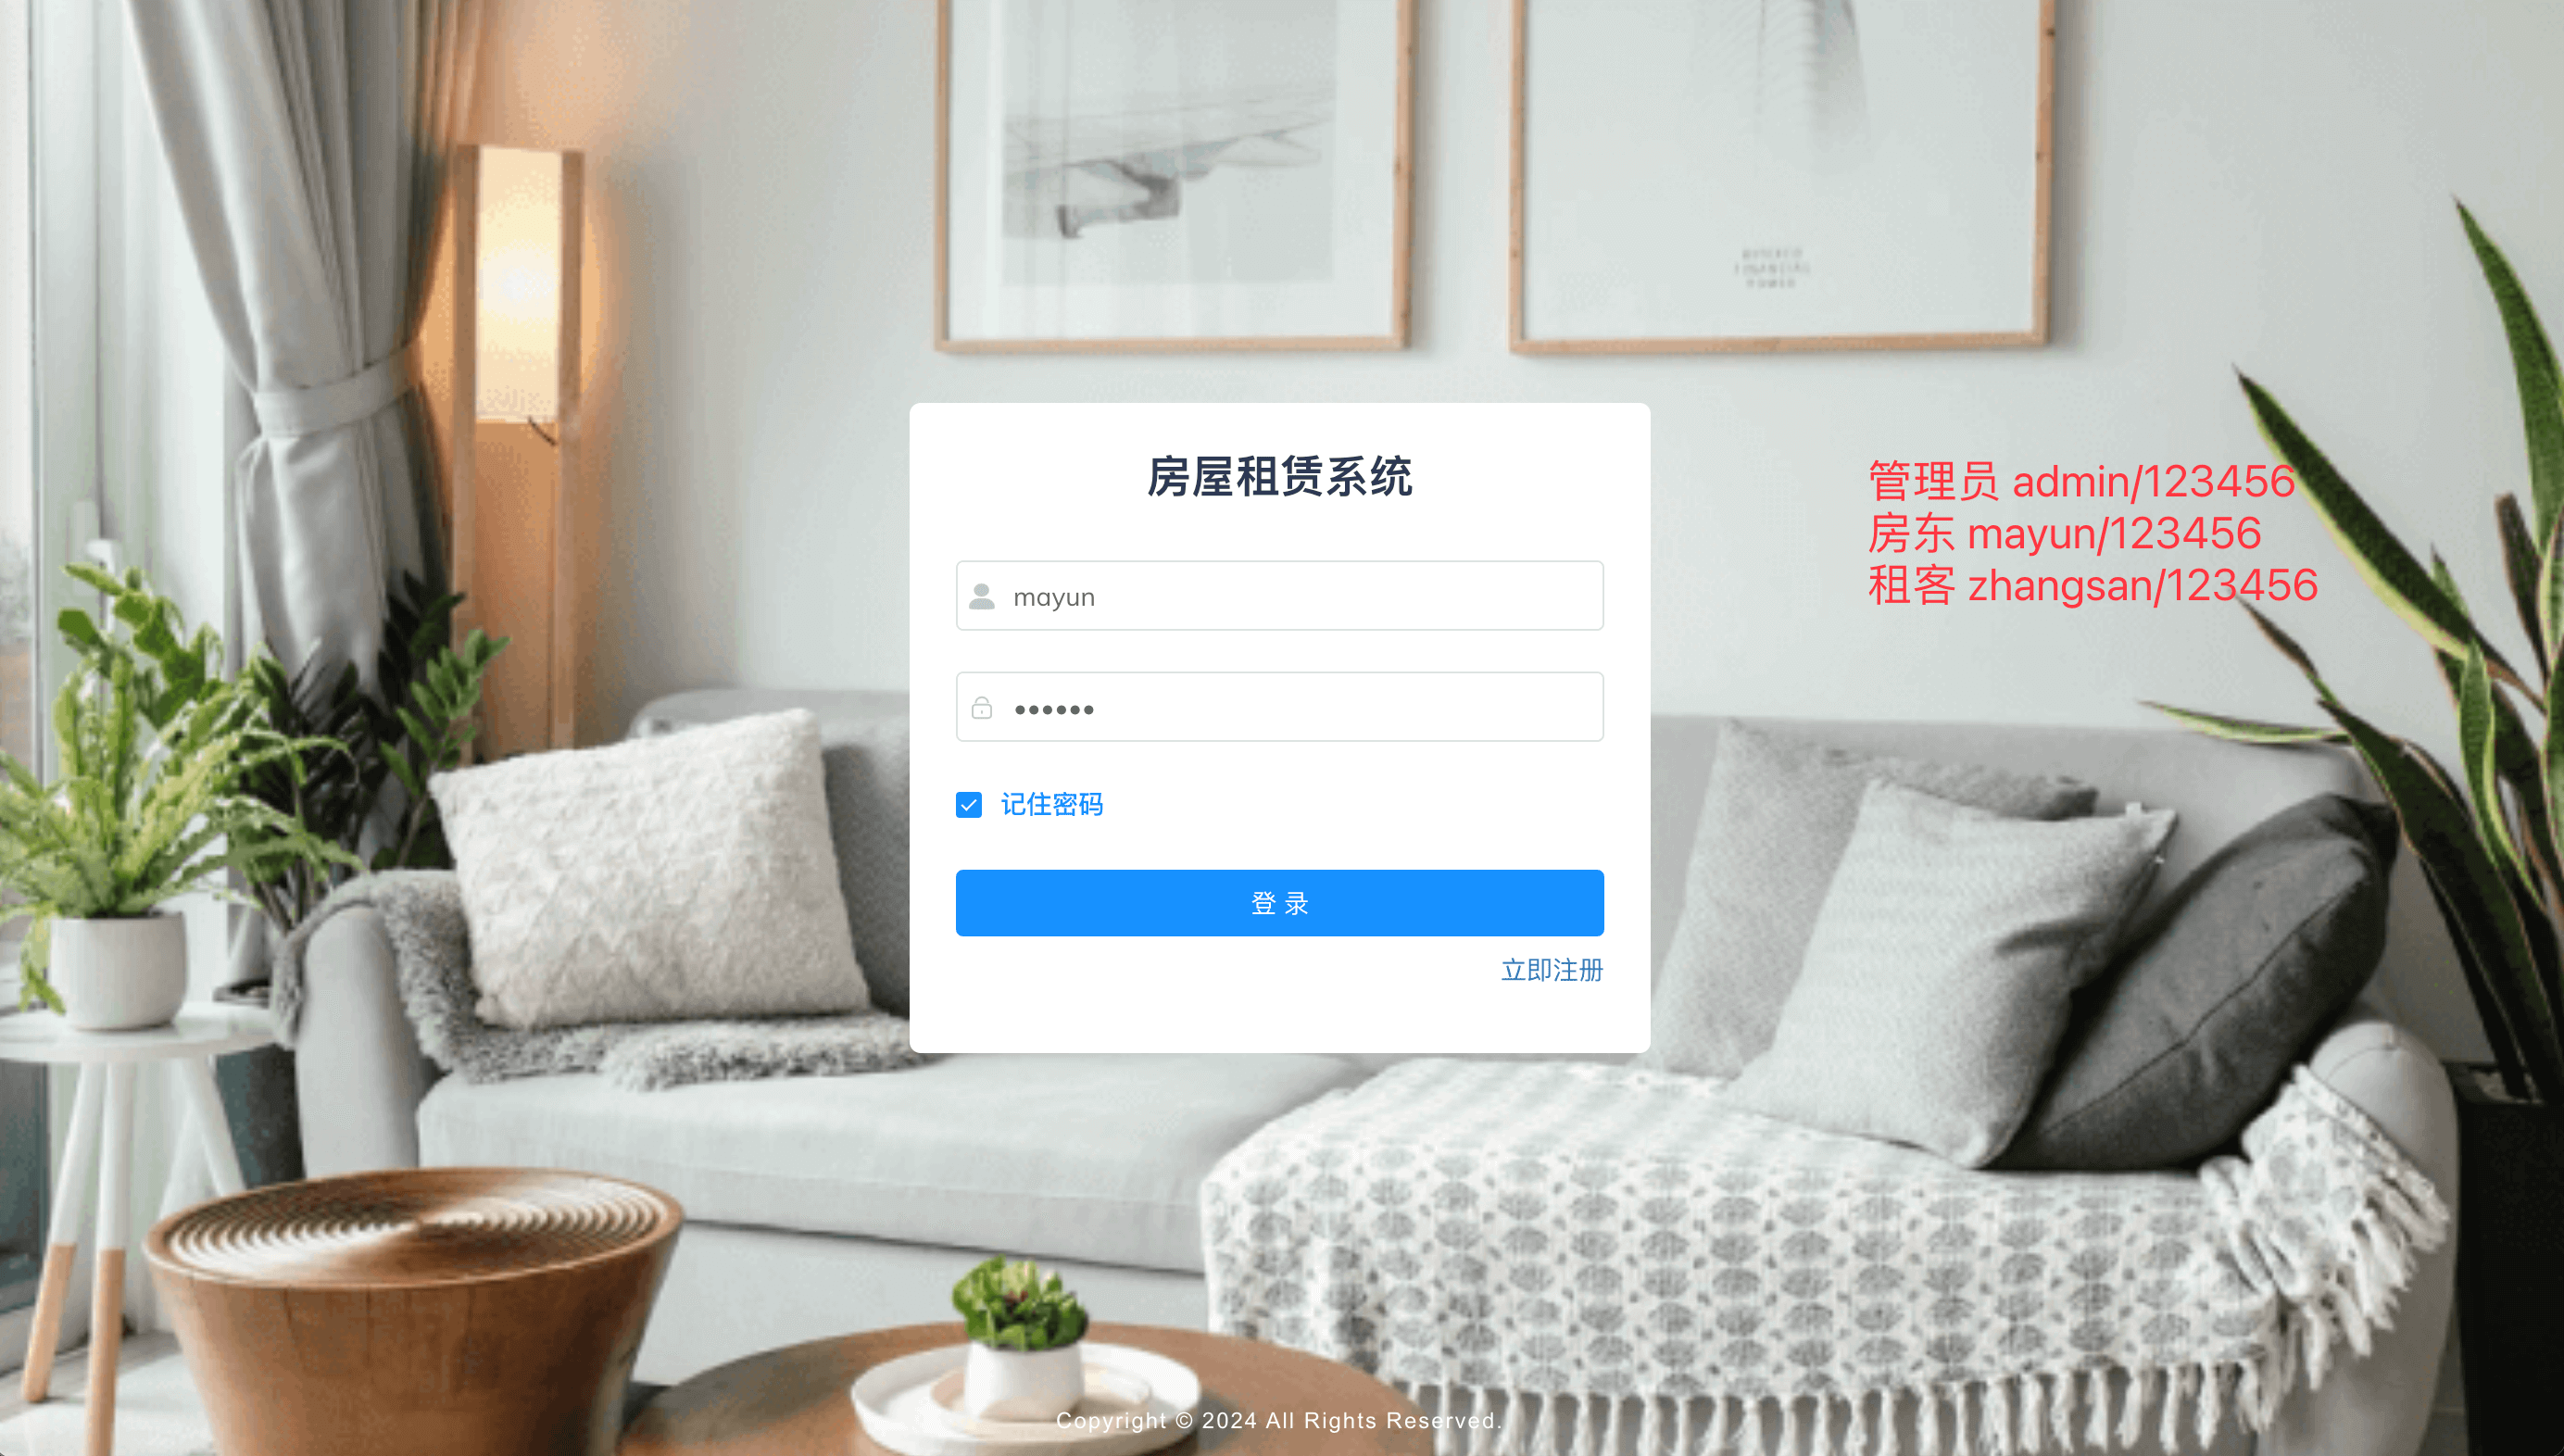 房屋租赁系统
管理员 admin/123456
房东 mayun/123456
租客 zhangsan/123456
mayun
••••••
记住密码
登 录
立即注册
Copyright © 2024 All Rights Reserved.